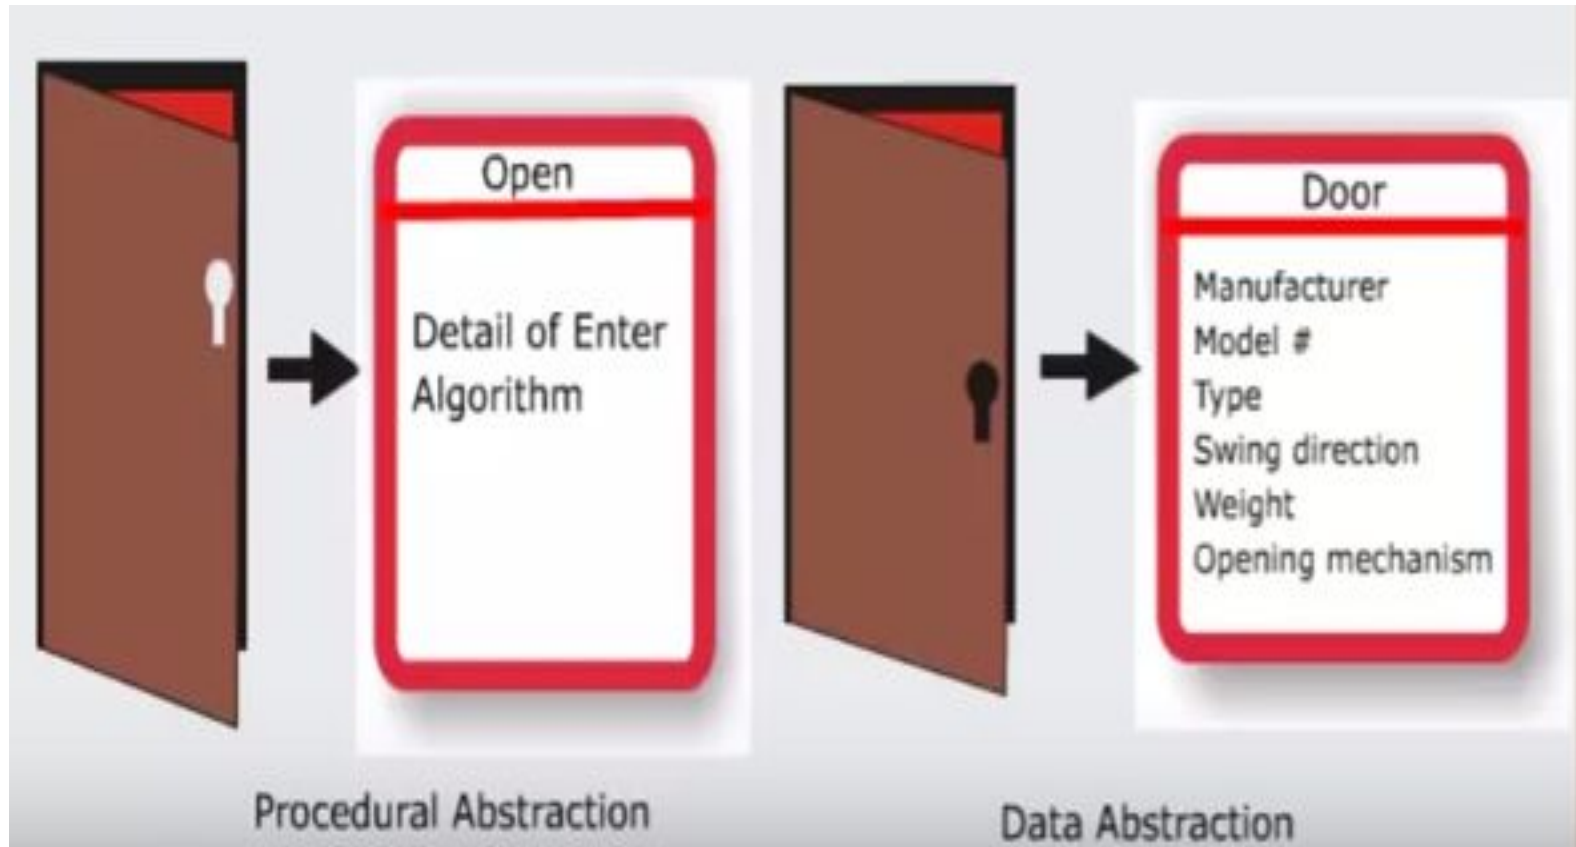 Open
Detail of Enter
Algorithm
Procedural Abstraction
Door
Manufacturer
Model #
Type
Swing direction
Weight
Opening mechanism
Data Abstraction